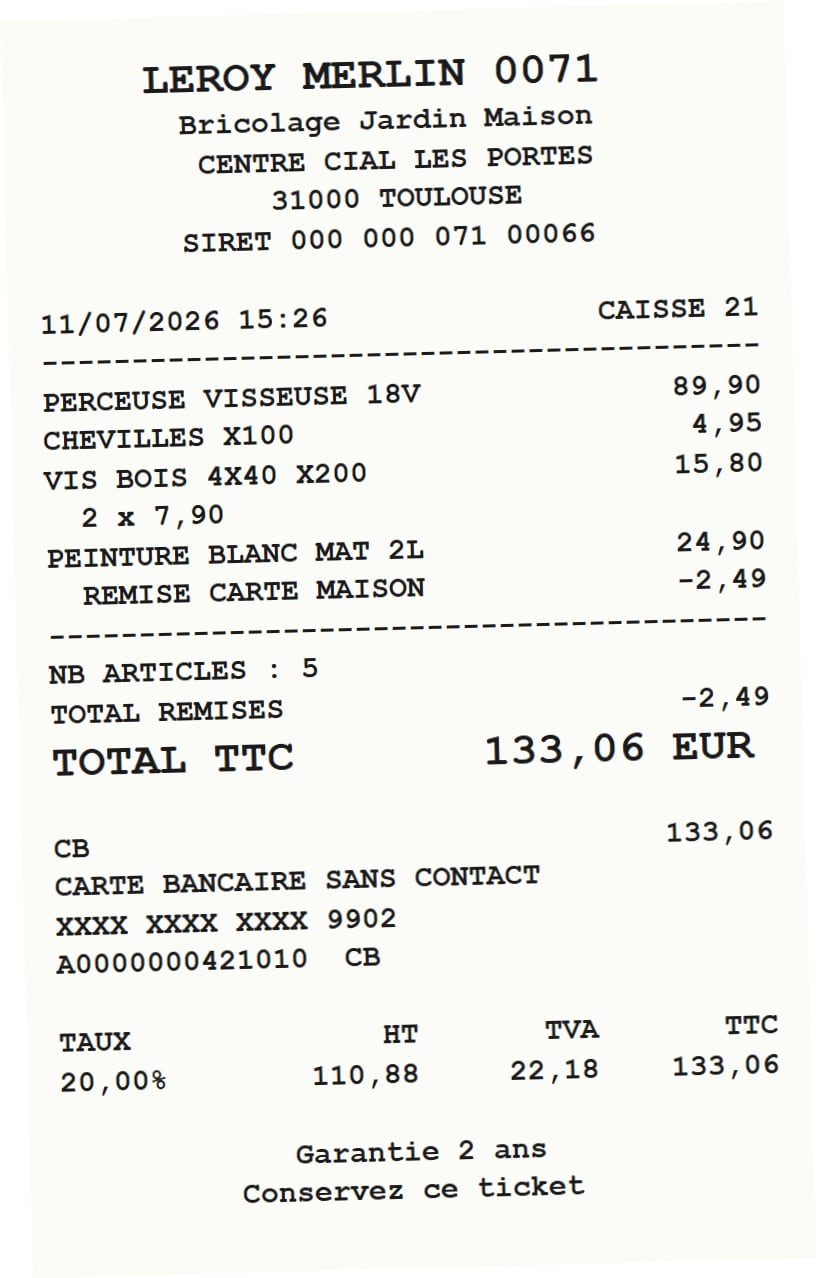 LEROY MERLIN 0071
Bricolage Jardin Maison
CENTRE CIAL LES PORTES
31000 TOULOUSE
SIRET 000 000 071 00066
11/07/2026 15:26 CAISSE 21
----------------------------------------
PERCEUSE VISSEUSE 18V 89,90
CHEVILLES X100 4,95
VIS BOIS 4X40 X200 15,80
2 x 7,90
PEINTURE BLANC MAT 2L 24,90
REMISE CARTE MAISON -2,49
----------------------------------------
NB ARTICLES : 5
TOTAL REMISES -2,49
TOTAL TTC 133,06 EUR
CB 133,06
CARTE BANCAIRE SANS CONTACT
XXXX XXXX XXXX 9902
A0000000421010 CB
TAUX HT TVA TTC
20,00% 110,88 22,18 133,06
Garantie 2 ans
Conservez ce ticket